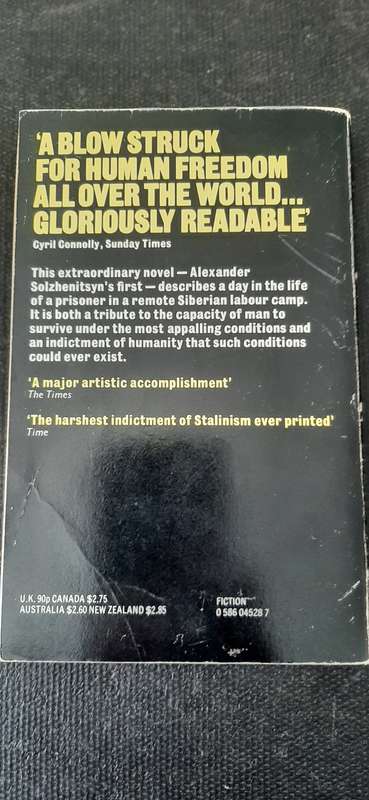 ‘A BLOW STRUCK
FOR HUMAN FREEDOM
ALL OVER THE WORLD...
GLORIOUSLY READABLE’
Cyril Connolly, Sunday Times
This extraordinary novel — Alexander
Solzhenitsyn's first — describes a day in the life
of a prisoner in a remote Siberian labour camp.
It is both a tribute to the capacity of man to
survive under the most appalling conditions and
an indictment of humanity that such conditions
could ever exist.
‘A major artistic accomplishment’
The Times
‘The harshest indictment of Stalinism ever printed’
Time
U.K. 90p CANADA $2.75
AUSTRALIA $2.60 NEW ZEALAND $2.85
FICTION
0 586 04528 7